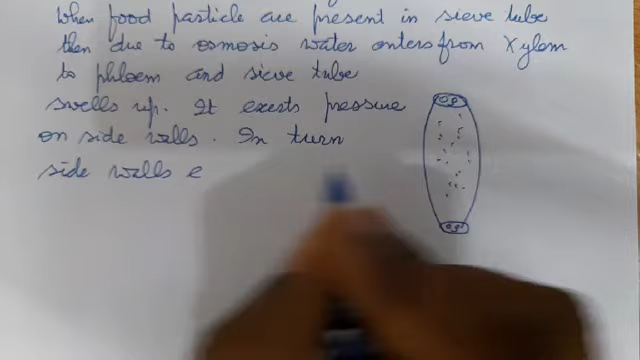 When food particle are present in sieve tube
then due to osmosis water enters from Xylem
to phloem and sieve tube
swells up. It exerts pressure
on side walls. In turn
side walls e